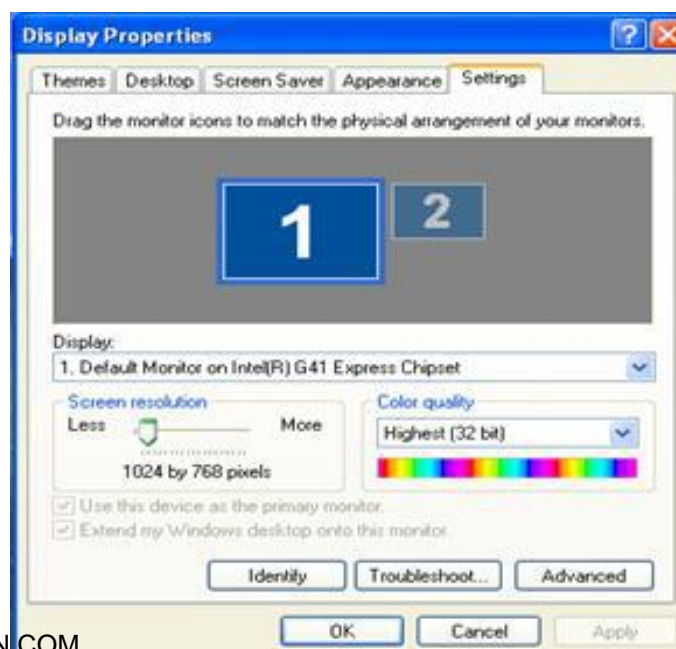 Display Properties
Themes Desktop Screen Saver Appearance Settings
Drag the monitor icons to match the physical arrangement of your monitors.
1 2
Display:
1. Default Monitor on Intel(R) G41 Express Chipset
Screen resolution
Less More
1024 by 768 pixels
Color quality
Highest (32 bit)
Use this device as the primary monitor.
Extend my Windows desktop onto this monitor.
Identify Troubleshoot... Advanced
OK Cancel Apply
N.COM